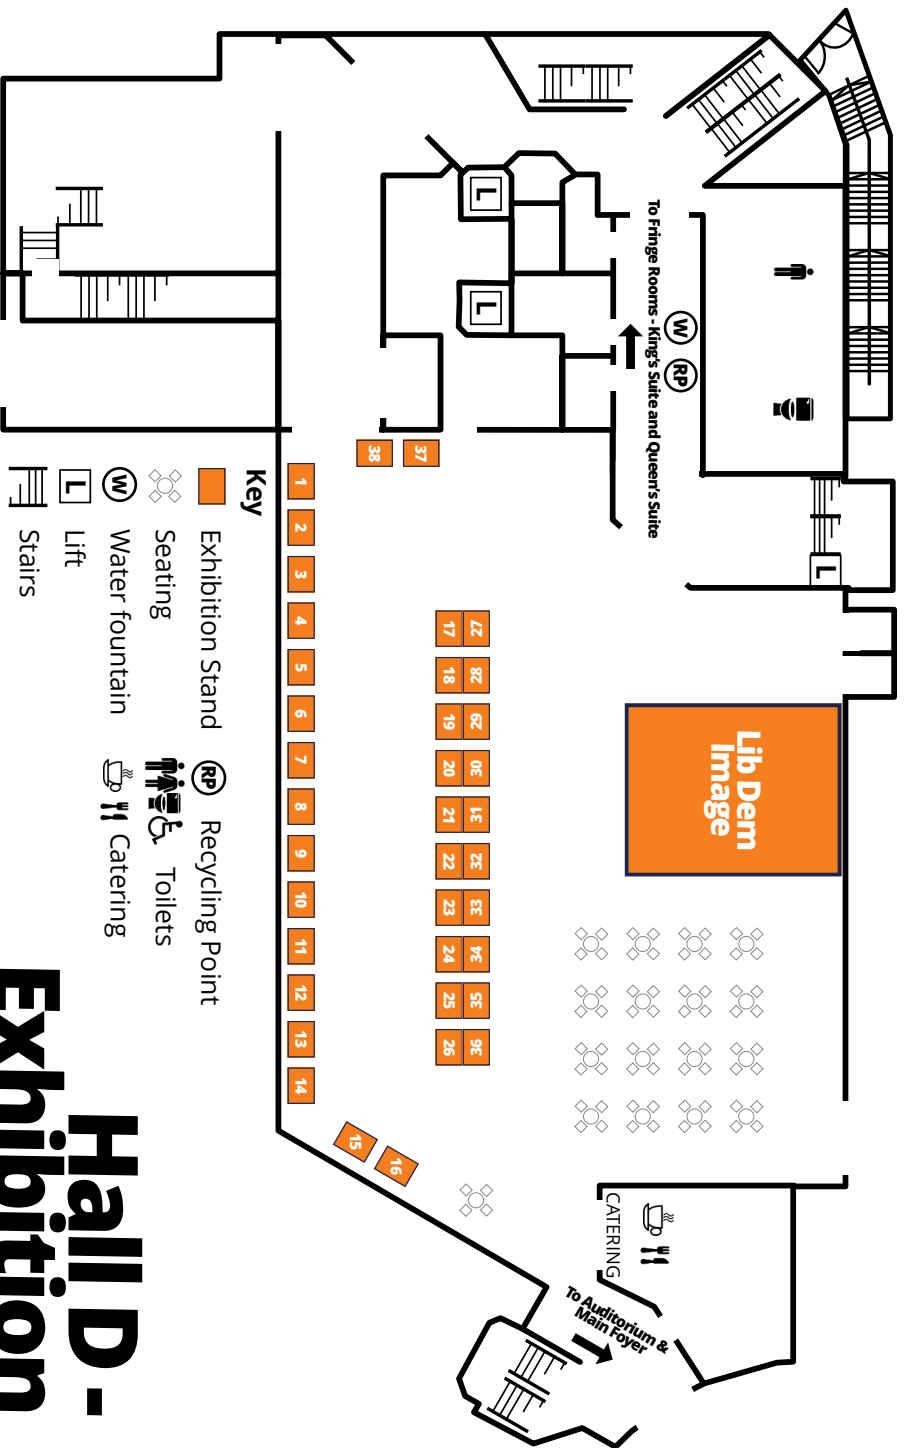 Hall D -
Exhibition
To Fringe Rooms - King's Suite and Queen's Suite
W
RP
L
L
L
Lib Dem
Image
37
38
1
2
3
4
5
6
7
8
9
10
11
12
13
14
15
16
27
28
29
30
31
32
33
34
35
36
17
18
19
20
21
22
23
24
25
26
CATERING
To Auditorium &
Main Foyer
Key
Exhibition Stand
Seating
W Water fountain
L Lift
Stairs
RP Recycling Point
Toilets
Catering